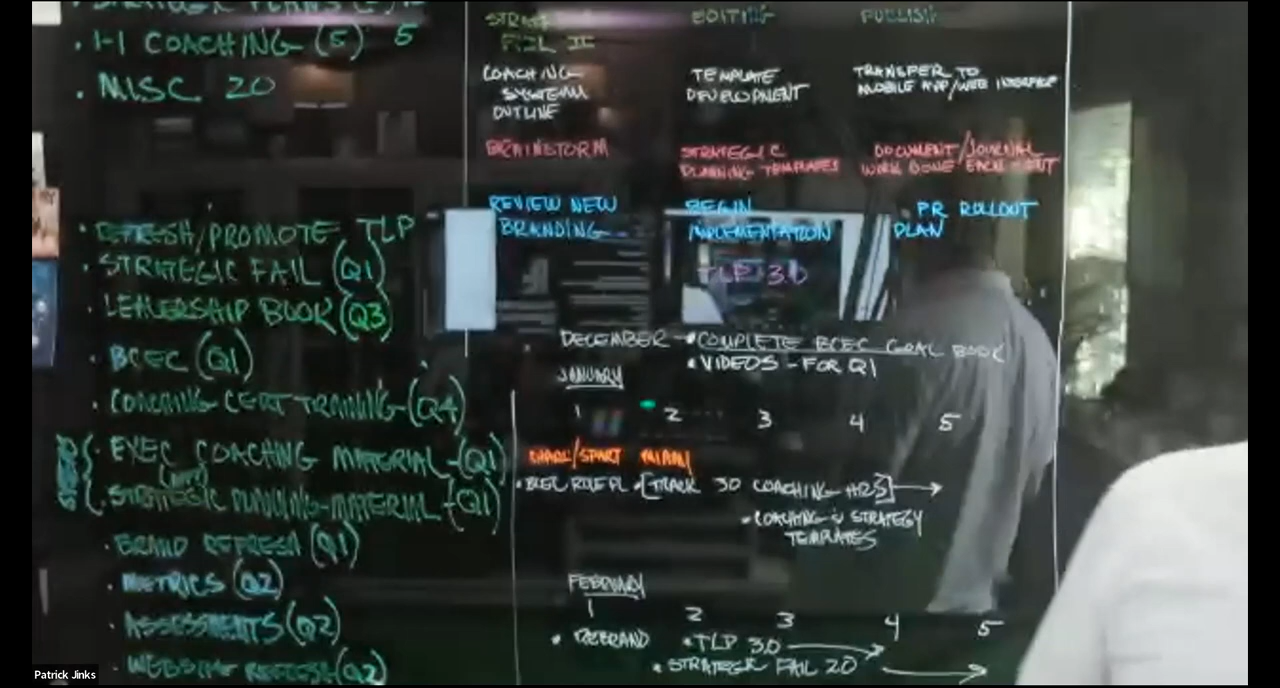 STRATEGIC PLANS (3)
• 1-1 COACHING (5) 5
• MISC 20
• REFRESH/PROMOTE TLP
• STRATEGIC FAIL (Q1)
• LEADERSHIP BOOK (Q3)
• BCEC (Q1)
• COACHING CERT TRAINING (Q4)
• EXEC COACHING MATERIAL - (Q1)
• STRATEGIC PLANNING - MATERIAL - (Q1)
• BRAND REFRESH (Q1)
• METRICS (Q2)
• ASSESSMENTS (Q2)
• WEBSITE REFRESH (Q2)
STRAT
FAIL II
EDITING
PUBLISH
COACHING
SYSTEM
OUTLINE
TEMPLATE
DEVELOPMENT
TRANSFER TO
MOBILE APP/WEB INTERFACE
BRAINSTORM
STRATEGIC
PLANNING TEMPLATES
DOCUMENT/JOURNAL
WORK DONE EACH
REVIEW NEW
BRANDING
BEGIN
IMPLEMENTATION
PR ROLLOUT
PLAN
TLP 3.0
DECEMBER - • COMPLETE BCEC GOAL BOOK
• VIDEOS - FOR Q1
JANUARY
1 2 3 4 5
/START
• BCEC • [TRACK 30 COACHING HRS]
• COACHING & STRATEGY
TEMPLATES
FEBRUARY
1 2 3 4 5
• REBRAND • TLP 3.0
• STRATEGIC FAIL 20
Patrick Jinks